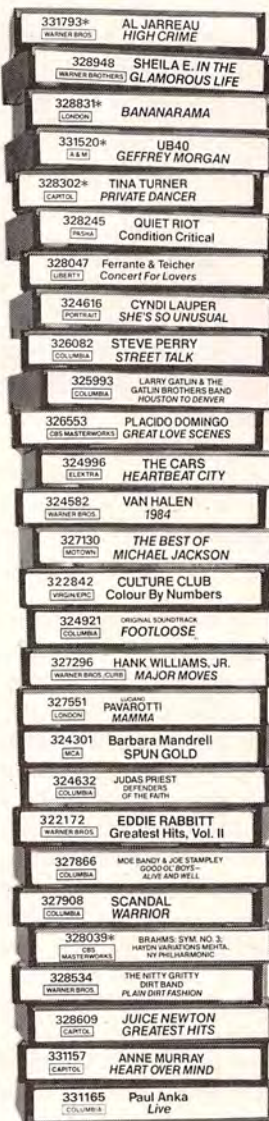 331793* AL JARREAU
WARNER BROS. HIGH CRIME
328948 SHEILA E. IN THE
WARNER BROTHERS GLAMOROUS LIFE
328831* BANANARAMA
LONDON
331520* UB40
A&M GEFFREY MORGAN
328302* TINA TURNER
CAPITOL PRIVATE DANCER
328245 QUIET RIOT
PASHA Condition Critical
328047 Ferrante & Teicher
LIBERTY Concert For Lovers
324616 CYNDI LAUPER
PORTRAIT SHE'S SO UNUSUAL
326082 STEVE PERRY
COLUMBIA STREET TALK
325993 LARRY GATLIN & THE
COLUMBIA GATLIN BROTHERS BAND
HOUSTON TO DENVER
326553 PLACIDO DOMINGO
CBS MASTERWORKS GREAT LOVE SCENES
324996 THE CARS
ELEKTRA HEARTBEAT CITY
324582 VAN HALEN
WARNER BROS. 1984
327130 THE BEST OF
MOTOWN MICHAEL JACKSON
322842 CULTURE CLUB
VIRGIN/EPIC Colour By Numbers
324921 ORIGINAL SOUNDTRACK
COLUMBIA FOOTLOOSE
327296 HANK WILLIAMS, JR.
WARNER BROS./CURB MAJOR MOVES
327551 LUCIANO
LONDON PAVAROTTI
MAMMA
324301 Barbara Mandrell
MCA SPUN GOLD
324632 JUDAS PRIEST
COLUMBIA DEFENDERS
OF THE FAITH
322172 EDDIE RABBITT
WARNER BROS. Greatest Hits, Vol. II
327866 MOE BANDY & JOE STAMPLEY
COLUMBIA GOOD OL' BOYS—
ALIVE AND WELL
327908 SCANDAL
COLUMBIA WARRIOR
328039* BRAHMS: SYM. NO. 3;
CBS MASTERWORKS HAYDN VARIATIONS MEHTA,
NY PHILHARMONIC
328534 THE NITTY GRITTY
WARNER BROS. DIRT BAND
PLAIN DIRT FASHION
328609 JUICE NEWTON
CAPITOL GREATEST HITS
331157 ANNE MURRAY
CAPITOL HEART OVER MIND
331165 Paul Anka
COLUMBIA Live